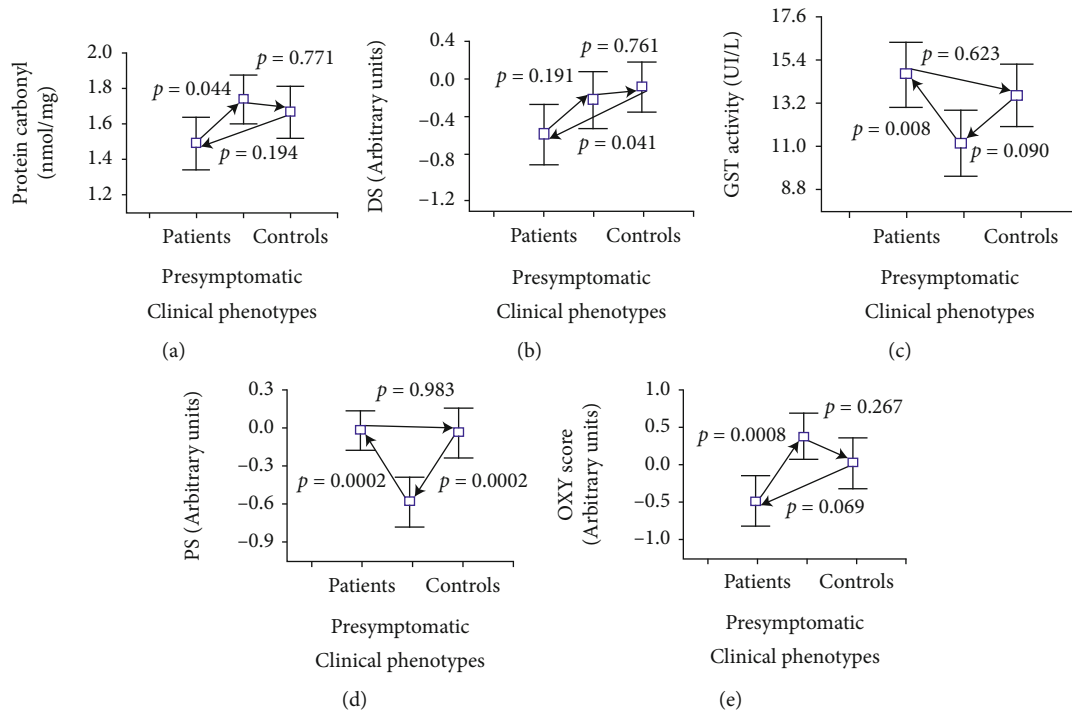 Protein carbonyl
(nmol/mg)
2.0
1.8
1.6
1.4
1.2
p = 0.771
p = 0.044
p = 0.194
Patients Controls
Presymptomatic
Clinical phenotypes
(a)
DS (Arbitrary units)
0.4
0.0
−0.4
−0.8
−1.2
p = 0.761
p = 0.191
p = 0.041
Patients Controls
Presymptomatic
Clinical phenotypes
(b)
GST activity (UI/L)
17.6
15.4
13.2
11.0
8.8
p = 0.623
p = 0.008
p = 0.090
Patients Controls
Presymptomatic
Clinical phenotypes
(c)
PS (Arbitrary units)
0.3
0.0
−0.3
−0.6
−0.9
p = 0.983
p = 0.0002
p = 0.0002
Patients Controls
Presymptomatic
Clinical phenotypes
(d)
OXY score
(Arbitrary units)
1.0
0.5
0.0
−0.5
−1.0
p = 0.267
p = 0.0008
p = 0.069
Patients Controls
Presymptomatic
Clinical phenotypes
(e)